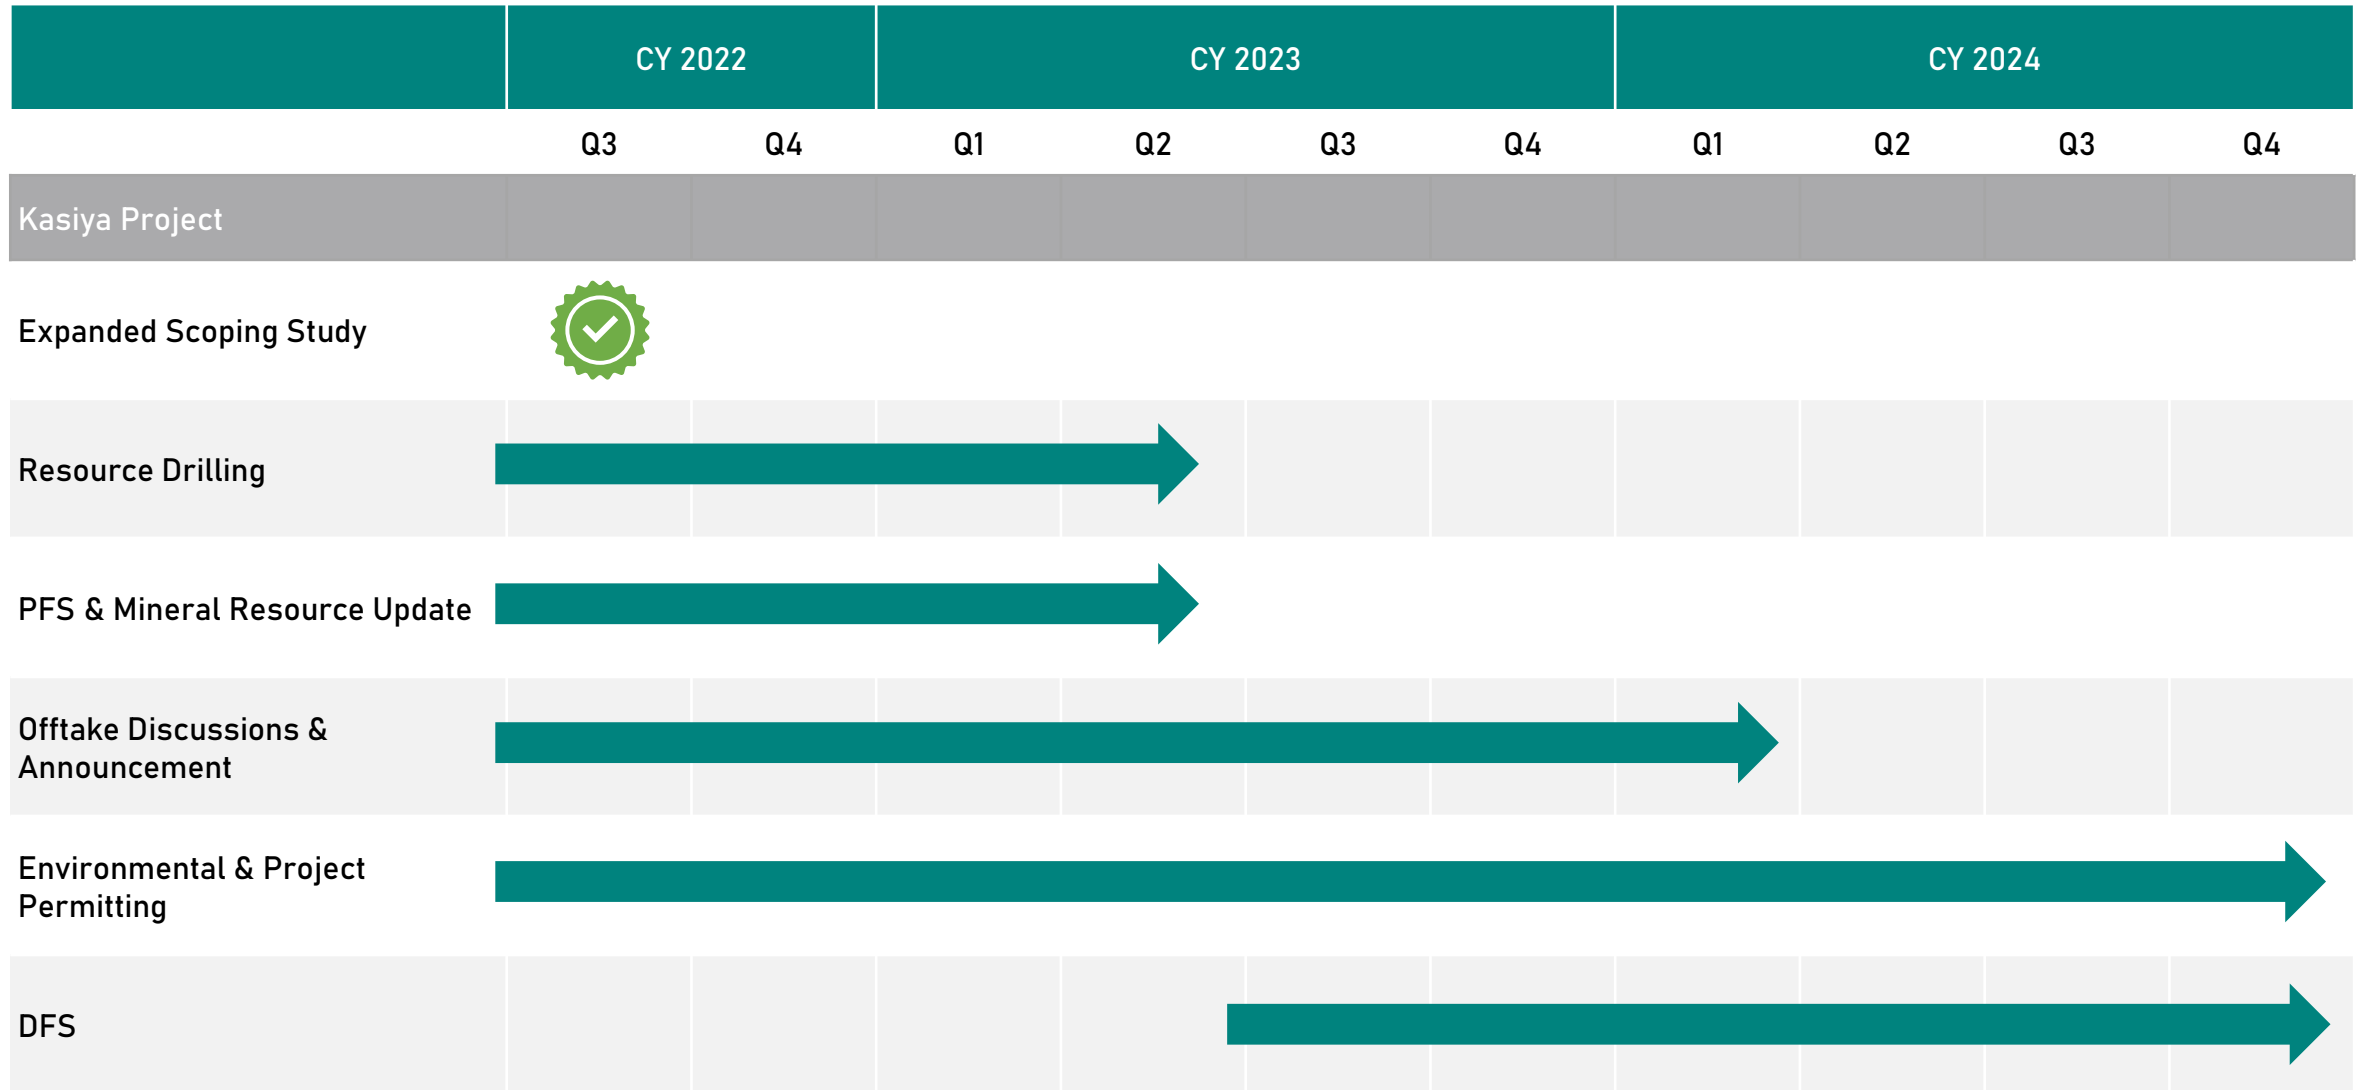 CY 2022 CY 2023 CY 2024
Q3 Q4 Q1 Q2 Q3 Q4 Q1 Q2 Q3 Q4
Kasiya Project
Expanded Scoping Study
Resource Drilling
PFS & Mineral Resource Update
Offtake Discussions &
Announcement
Environmental & Project
Permitting
DFS